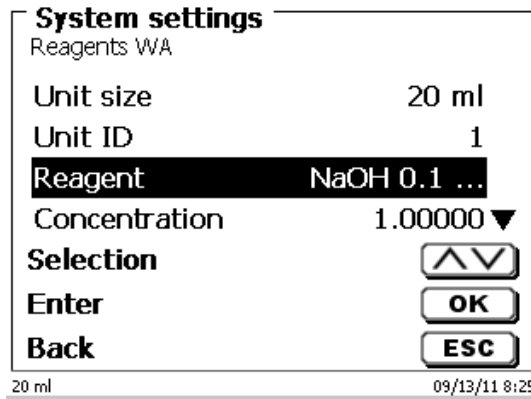 System settings
Reagents WA
Unit size 20 ml
Unit ID 1
Reagent NaOH 0.1 ...
Concentration 1.00000
Selection
Enter OK
Back ESC
20 ml 09/13/11 8:25